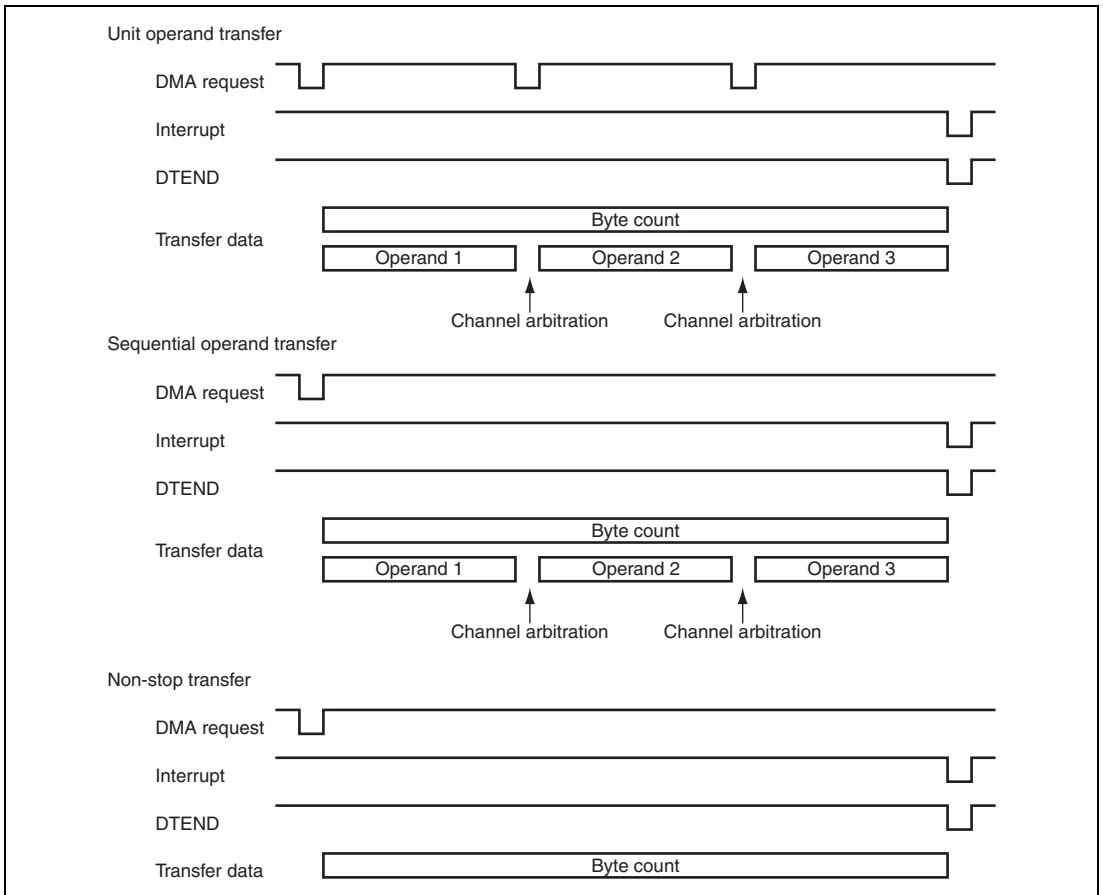 Unit operand transfer
DMA request
Interrupt
DTEND
Byte count
Transfer data
Operand 1 Operand 2 Operand 3
Channel arbitration Channel arbitration
Sequential operand transfer
DMA request
Interrupt
DTEND
Byte count
Transfer data
Operand 1 Operand 2 Operand 3
Channel arbitration Channel arbitration
Non-stop transfer
DMA request
Interrupt
DTEND
Transfer data Byte count